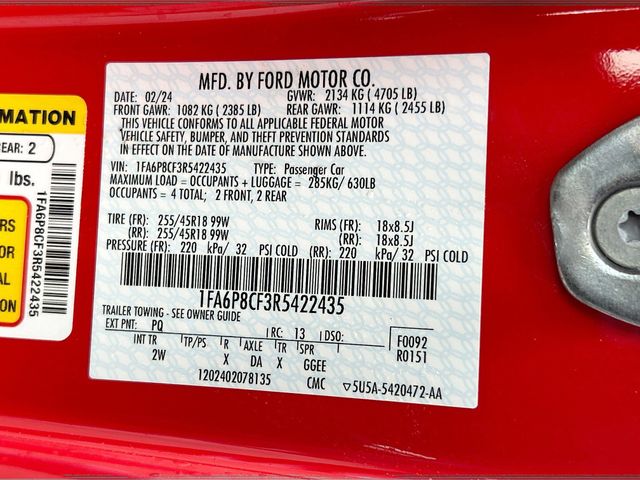 MFD. BY FORD MOTOR CO.
DATE: 02/24 GVWR: 2134 KG ( 4705 LB)
FRONT GAWR: 1082 KG ( 2385 LB) REAR GAWR: 1114 KG ( 2455 LB)
THIS VEHICLE CONFORMS TO ALL APPLICABLE FEDERAL MOTOR
VEHICLE SAFETY, BUMPER, AND THEFT PREVENTION STANDARDS
IN EFFECT ON THE DATE OF MANUFACTURE SHOWN ABOVE.
VIN: 1FA6P8CF3R5422435 TYPE: Passenger Car
MAXIMUM LOAD = OCCUPANTS + LUGGAGE = 285KG/ 630LB
OCCUPANTS = 4 TOTAL; 2 FRONT, 2 REAR
TIRE (FR): 255/45R18 99W RIMS (FR): 18x8.5J
(RR): 255/45R18 99W (RR): 18x8.5J
PRESSURE (FR): 220 kPa/ 32 PSI COLD (RR): 220 kPa/ 32 PSI COLD
1FA6P8CF3R5422435
TRAILER TOWING - SEE OWNER GUIDE
EXT PNT: PQ RC: 13 DSO: F0092
INT TR TP/PS R AXLE TR SPR R0151
2W X DA X GGEE
1202402078135 CMC ▽5U5A-5420472-AA
MATION
EAR: 2
lbs.
RS
OR
AL
1FA6P8CF3R5422435